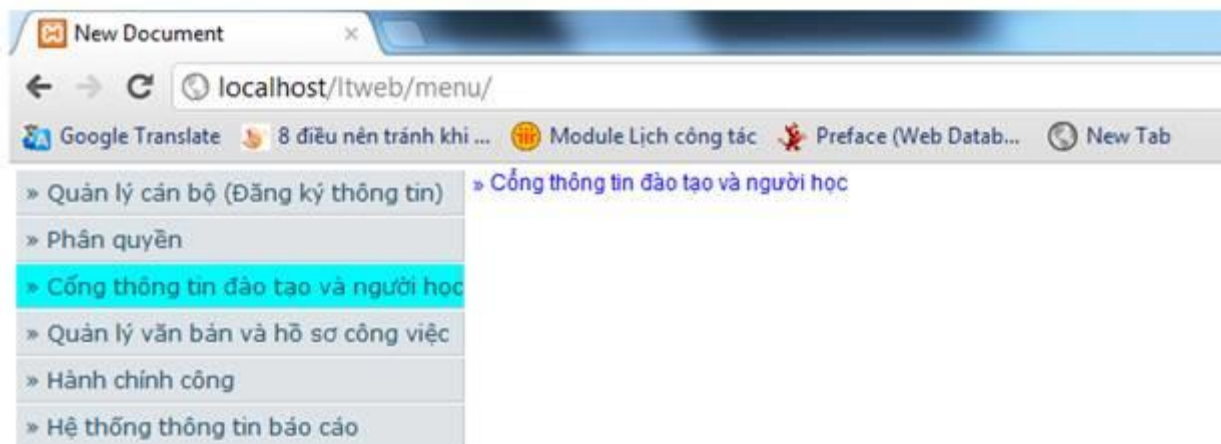 New Document
localhost/ltweb/menu/
Google Translate 8 điều nên tránh khi ... Module Lịch công tác Preface (Web Datab... New Tab
» Quản lý cán bộ (Đăng ký thông tin)
» Cổng thông tin đào tạo và người học
» Phân quyền
» Cổng thông tin đào tạo và người học
» Quản lý văn bản và hồ sơ công việc
» Hành chính công
» Hệ thống thông tin báo cáo